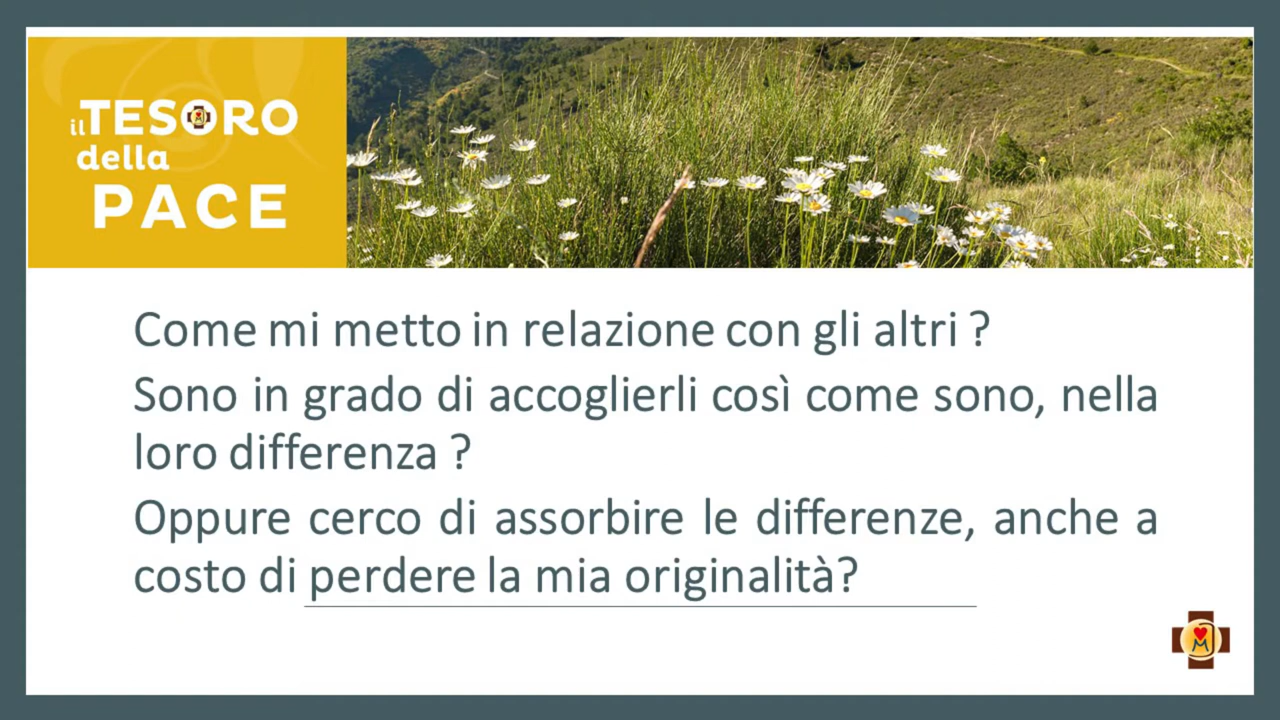 il TESORO
della
PACE
Come mi metto in relazione con gli altri ?
Sono in grado di accoglierli così come sono, nella
loro differenza ?
Oppure cerco di assorbire le differenze, anche a
costo di perdere la mia originalità?
M